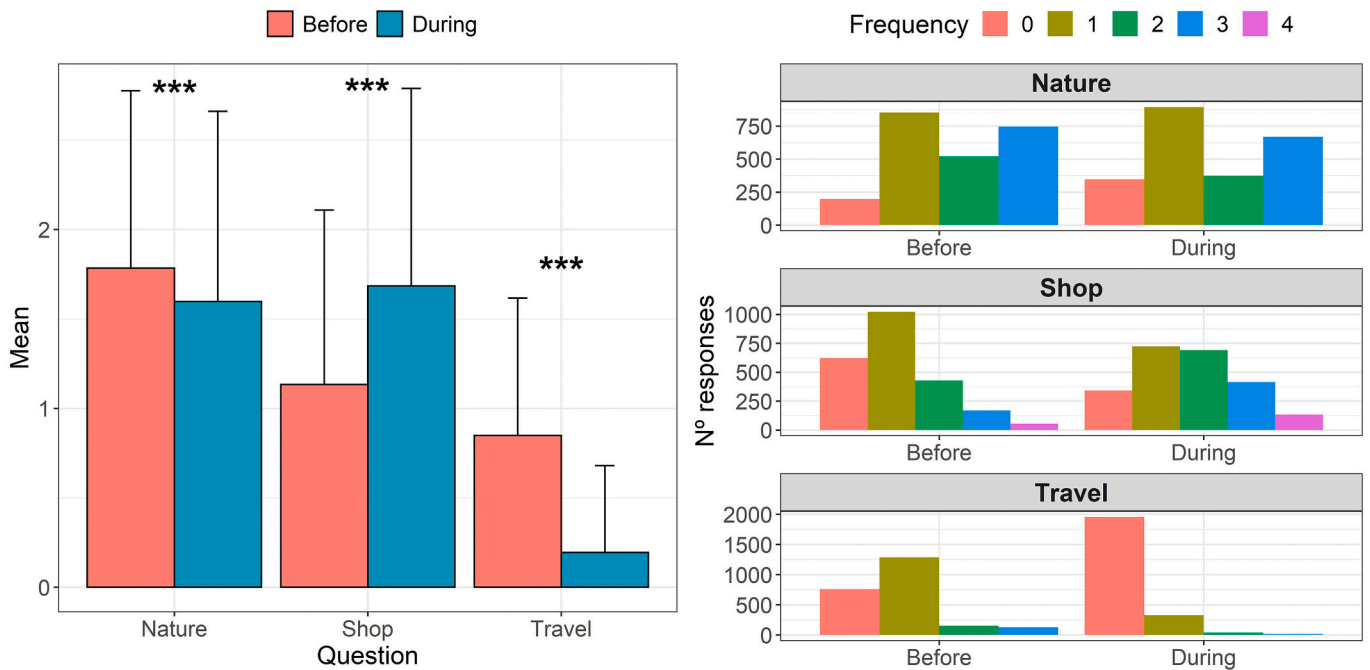 Before During
***
***
***
2
1
0
Mean
Nature Shop Travel
Question
Frequency 0 1 2 3 4
Nº responses
Nature
750
500
250
0
Before During
Shop
1000
750
500
250
0
Before During
Travel
2000
1500
1000
500
0
Before During